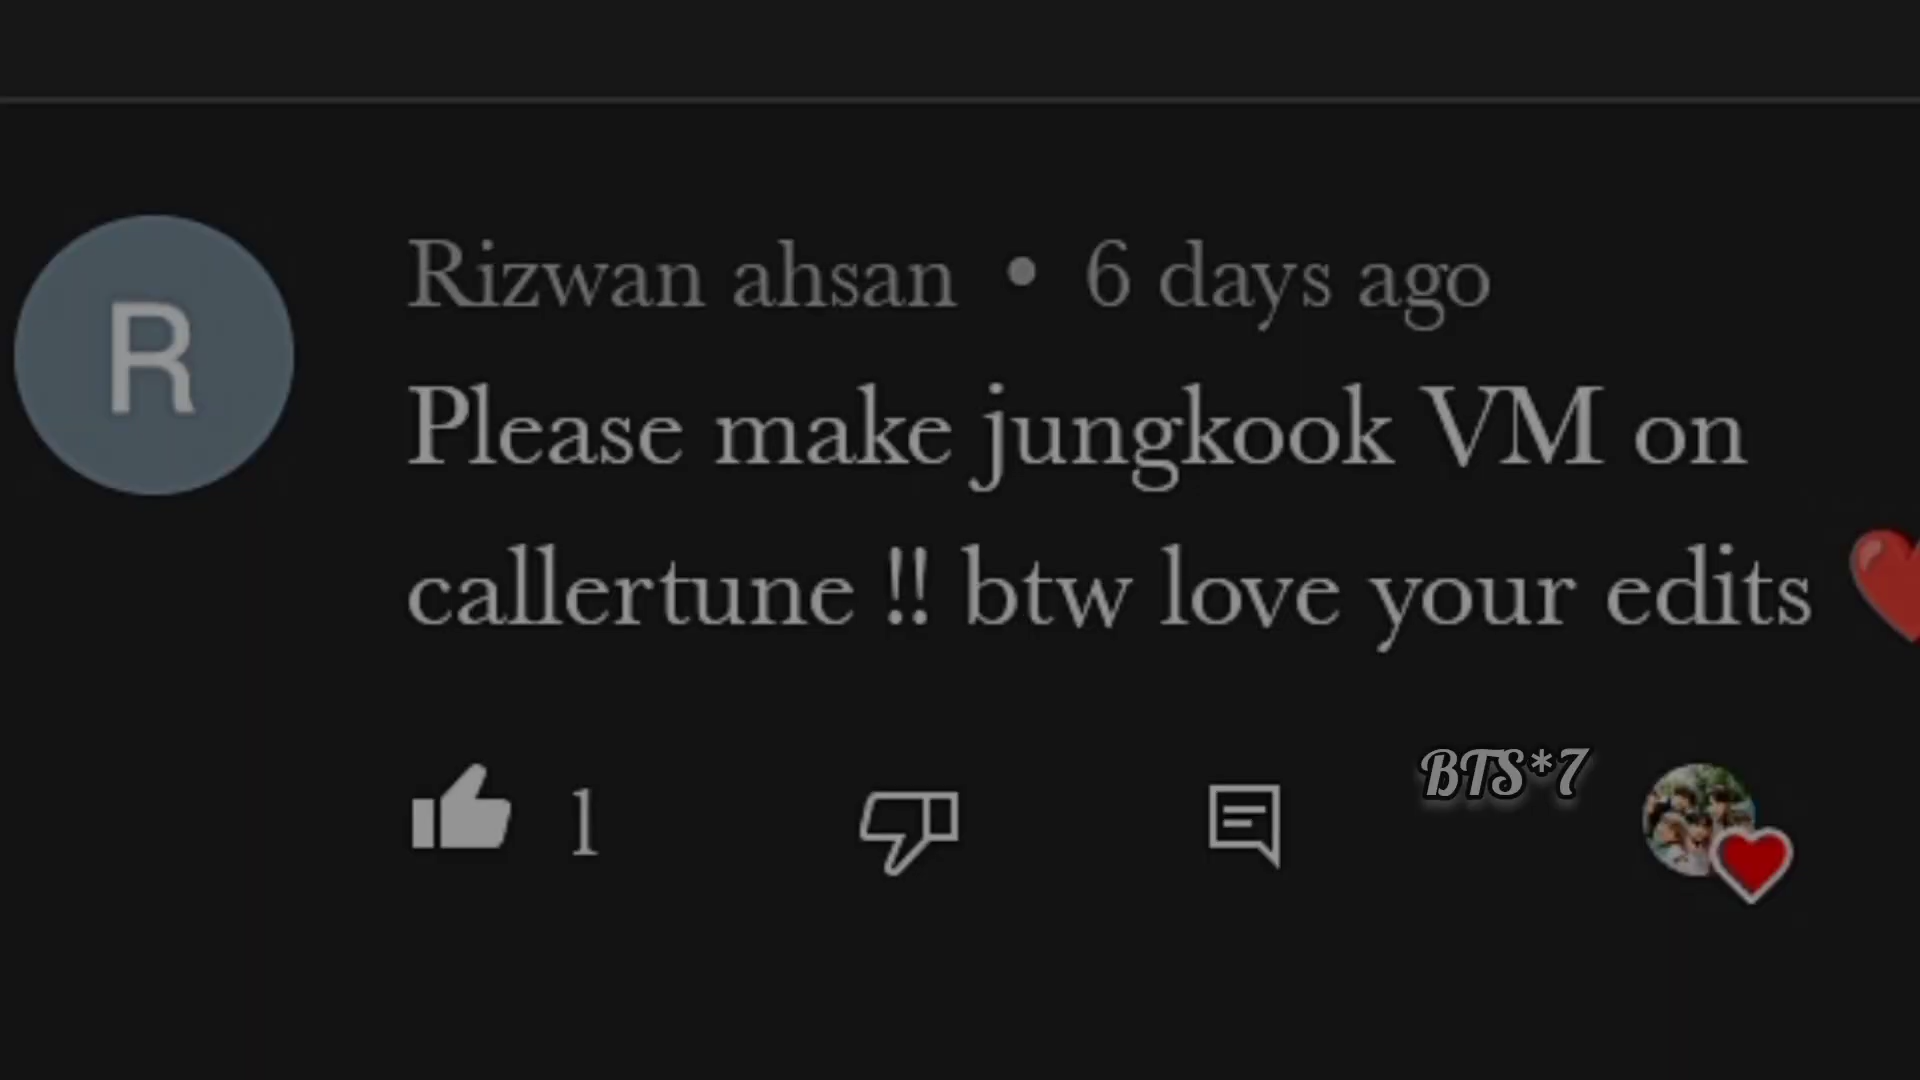 R
Rizwan ahsan • 6 days ago
Please make jungkook VM on
callertune !! btw love your edits ❤️
1
BTS*7